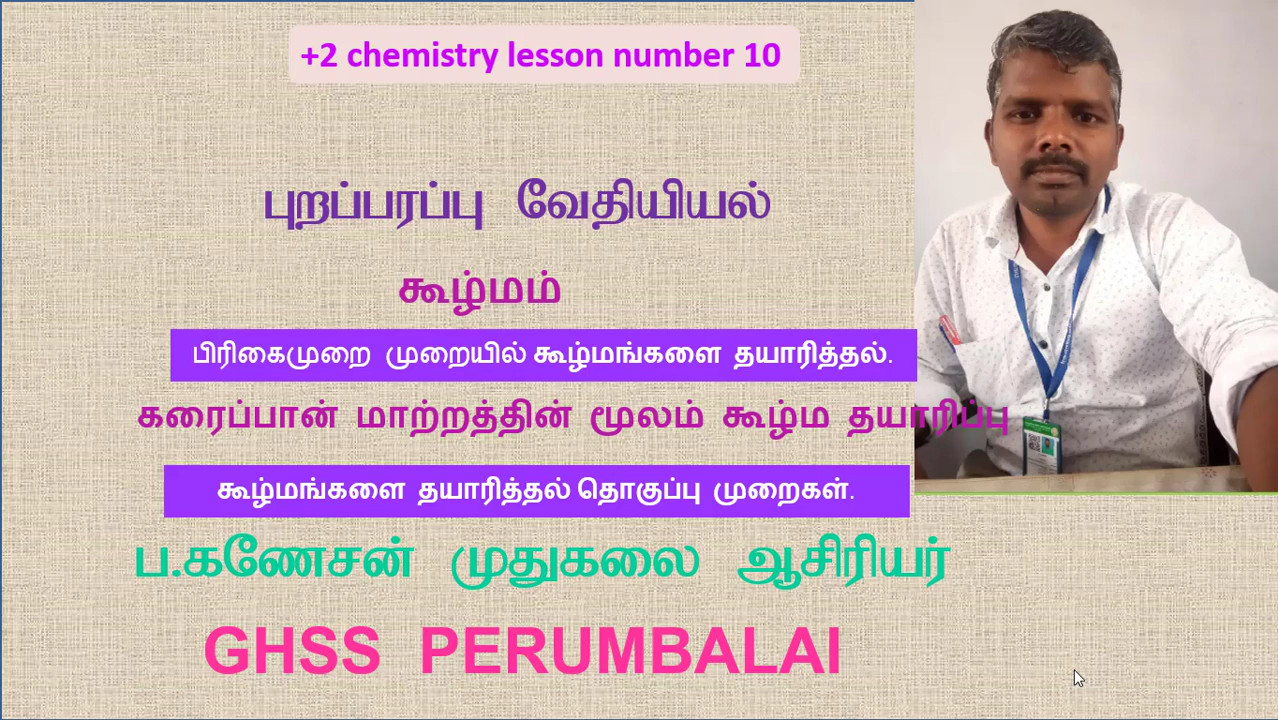 +2 chemistry lesson number 10
புறப்பரப்பு வேதியியல்
கூழ்மம்
பிரிகைமுறை முறையில் கூழ்மங்களை தயாரித்தல்.
கரைப்பான் மாற்றத்தின் மூலம் கூழ்ம தயாரிப்பு
கூழ்மங்களை தயாரித்தல் தொகுப்பு முறைகள்.
ப.கணேசன் முதுகலை ஆசிரியர்
GHSS PERUMBALAI